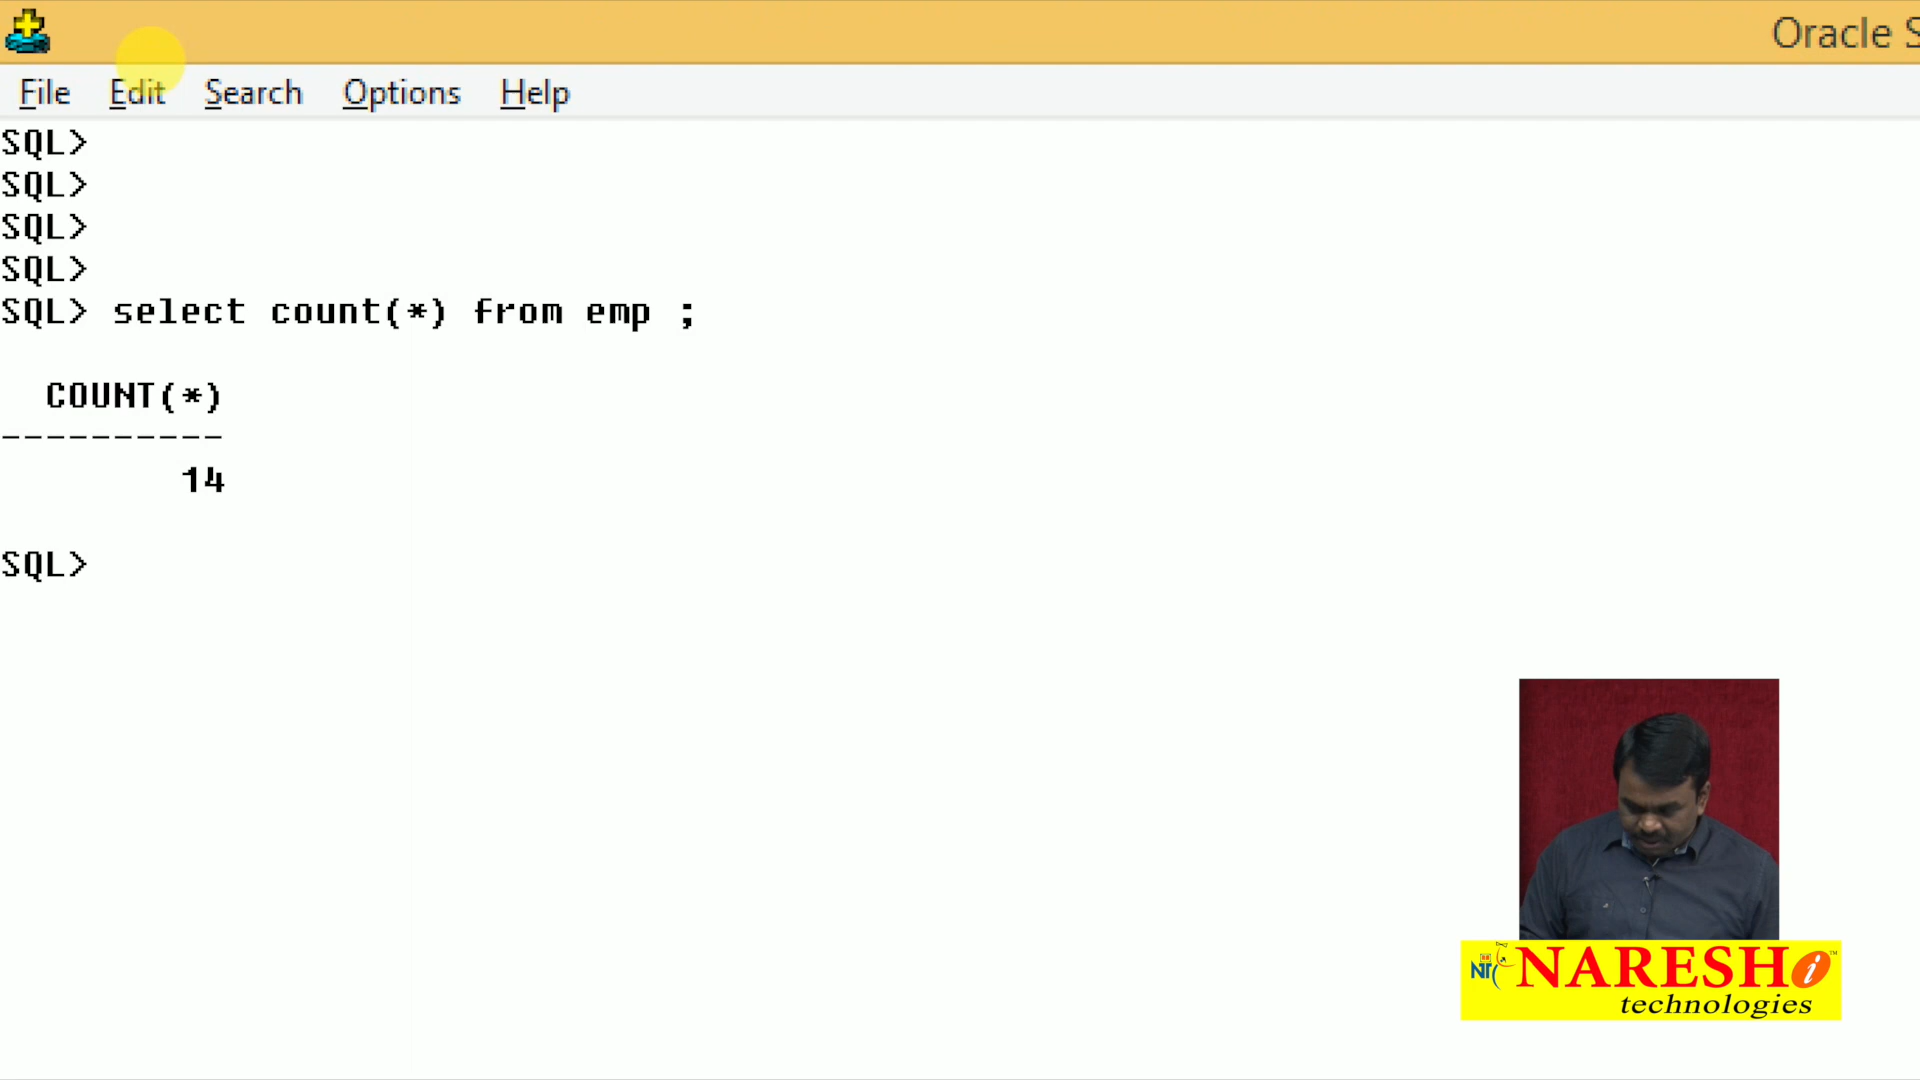 Oracle S
File Edit Search Options Help
SQL>
SQL>
SQL>
SQL>
SQL> select count(*) from emp ;
COUNT(*)
----------
14
SQL>
NARESH i
technologies